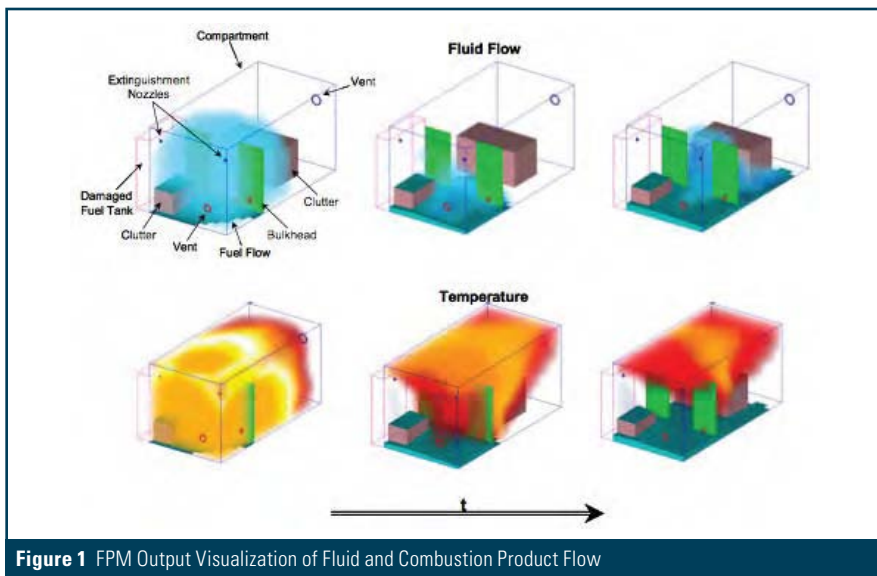 Compartment
Fluid Flow
Extinguishment
Nozzles
Vent
Damaged
Fuel Tank
Clutter
Clutter
Vent
Bulkhead
Fuel Flow
Temperature
t
Figure 1 FPM Output Visualization of Fluid and Combustion Product Flow